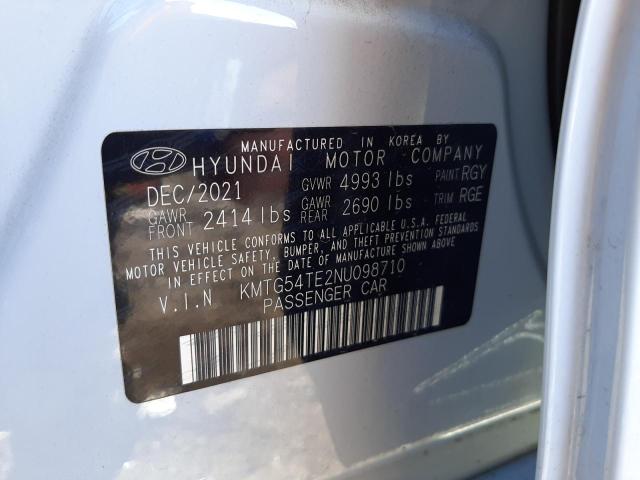 MANUFACTURED IN KOREA BY
HYUNDAI MOTOR COMPANY
DEC/2021 GVWR 4993 lbs PAINT RGY
GAWR FRONT 2414 lbs GAWR REAR 2690 lbs TRIM RGE
THIS VEHICLE CONFORMS TO ALL APPLICABLE U.S.A. FEDERAL
MOTOR VEHICLE SAFETY, BUMPER, AND THEFT PREVENTION STANDARDS
IN EFFECT ON THE DATE OF MANUFACTURE SHOWN ABOVE.
V.I.N KMTG54TE2NU098710
PASSENGER CAR